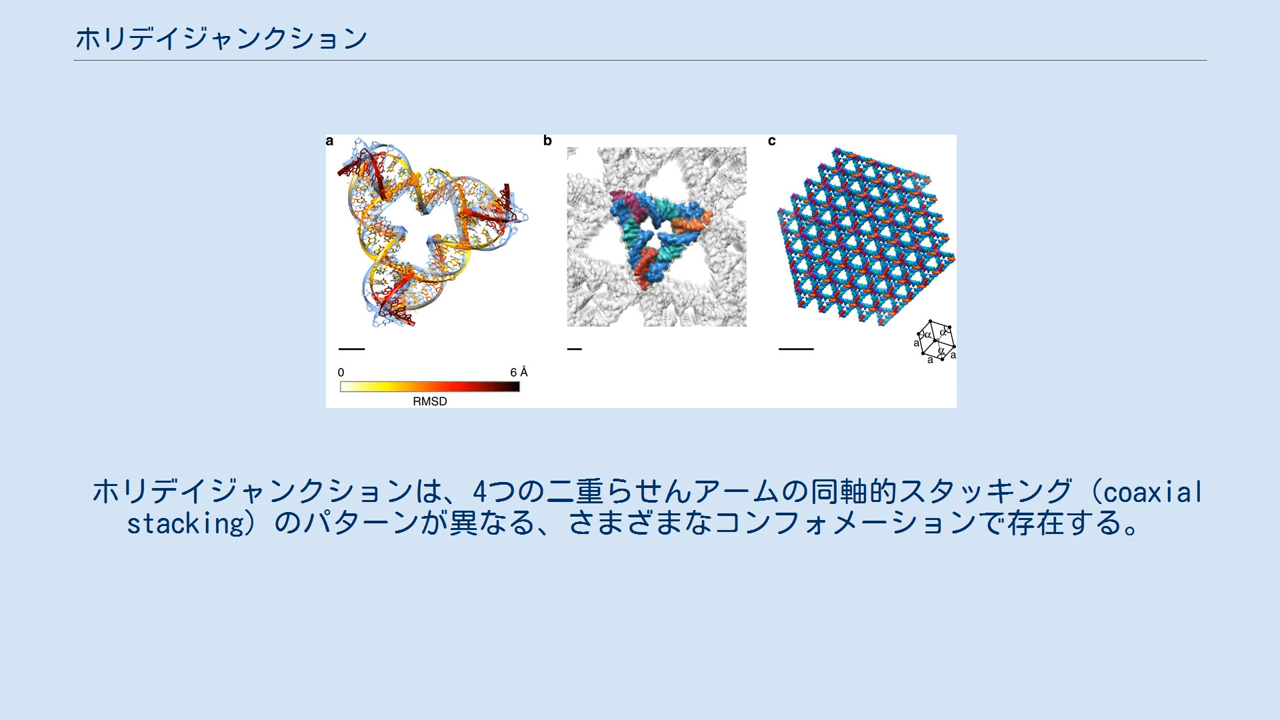 ホリデイジャンクション
a b c
0 6 Å
RMSD
α α α
a a a
ホリデイジャンクションは、4つの二重らせんアームの同軸的スタッキング（coaxial
stacking）のパターンが異なる、さまざまなコンフォメーションで存在する。